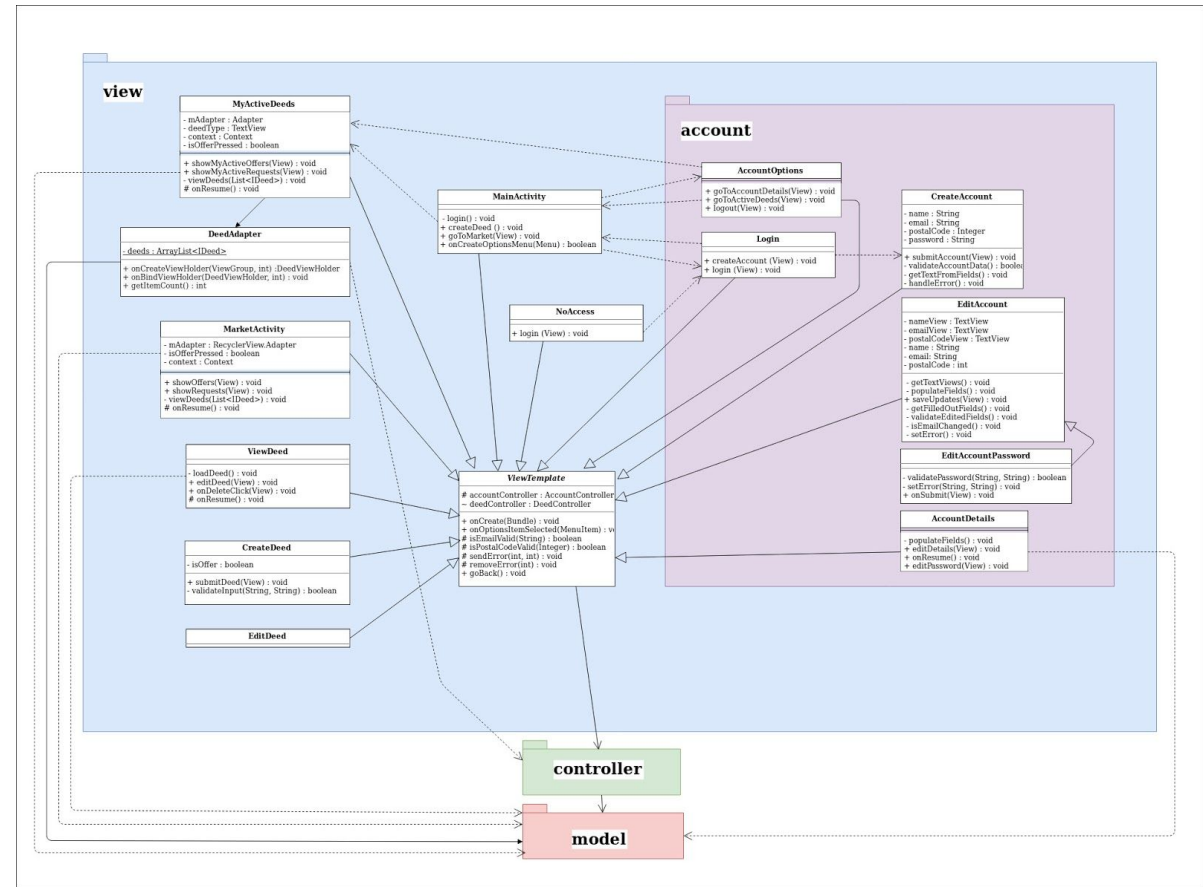 view
MyActiveDeeds
- mAdapter : Adapter
- deedType : TextView
- context : Context
- isOfferPressed : boolean
+ showMyActiveOffers(View) : void
+ showMyActiveRequests(View) : void
- viewDeeds(List<IDeed>) : void
# onResume() : void
DeedAdapter
- deeds : ArrayList<IDeed>
+ onCreateViewHolder(ViewGroup, int) :DeedViewHolder
+ onBindViewHolder(DeedViewHolder, int) : void
+ getItemCount() : int
MarketActivity
- mAdapter : RecyclerView.Adapter
- isOfferPressed : boolean
- context : Context
+ showOffers(View) : void
+ showRequests(View) : void
- viewDeeds(List<IDeed>) : void
# onResume() : void
ViewDeed
- loadDeed() : void
+ editDeed(View) : void
+ onDeleteClick(View) : void
# onResume() : void
CreateDeed
- isOffer : boolean
+ submitDeed(View) : void
- validateInput(String, String) : boolean
EditDeed
MainActivity
- login() : void
+ createDeed () : void
+ goToMarket(View) : void
+ onCreateOptionsMenu(Menu) : boolean
NoAccess
+ login (View) : void
ViewTemplate
# accountController : AccountController
~ deedController : DeedController
+ onCreate(Bundle) : void
+ onOptionsItemSelected(MenuItem) : v
# isEmailValid(String) : boolean
# isPostalCodeValid(Integer) : boolean
# sendError(int, int) : void
# removeError(int) : void
+ goBack() : void
account
AccountOptions
+ goToAccountDetails(View) : void
+ goToActiveDeeds(View) : void
+ logout(View) : void
Login
+ createAccount (View) : void
+ login (View) : void
CreateAccount
- name : String
- email : String
- postalCode : Integer
- password : String
+ submitAccount(View) : void
- validateAccountData() : boole
- getTextFromFields() : void
- handleError() : void
EditAccount
- nameView : TextView
- emailView : TextView
- postalCodeView : TextView
- name : String
- email: String
- postalCode : int
- getTextViews() : void
- populateFields() : void
+ saveUpdates(View) : void
- getFilledOutFields() : void
- validateEditedFields() : void
- isEmailChanged() : void
- setError() : void
EditAccountPassword
- validatePassword(String, String) : boolean
- setError(String, String) : void
+ onSubmit(View) : void
AccountDetails
- populateFields() : void
+ editDetails(View) : void
+ onResume() : void
+ editPassword(View) : void
controller
model